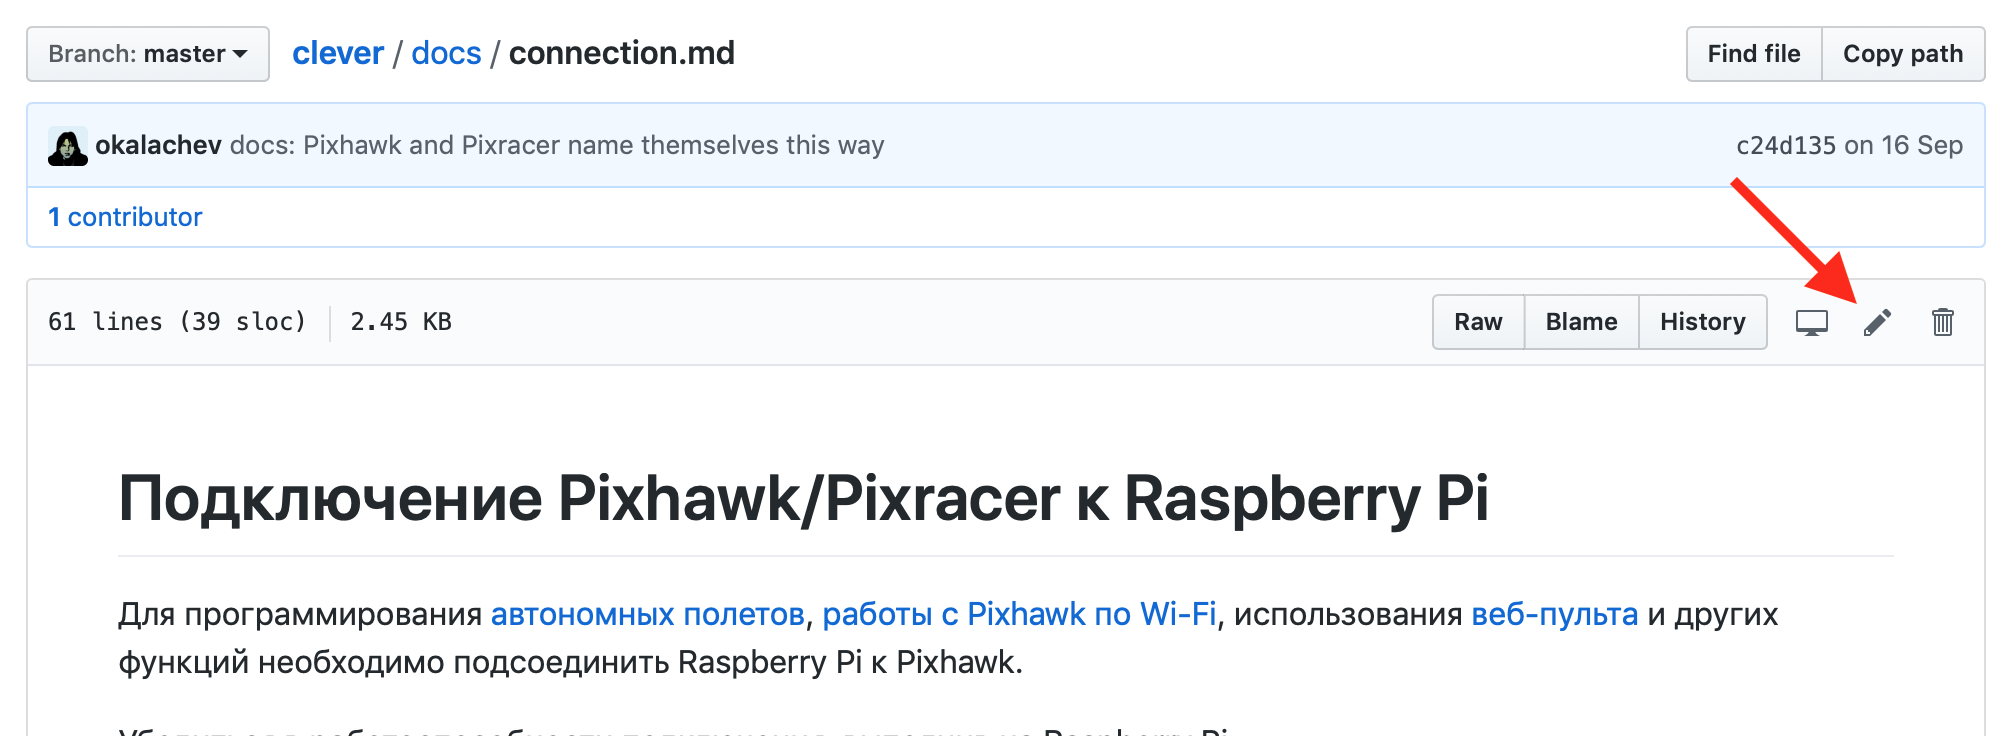 Branch: master
clever / docs / connection.md
Find file
Copy path
okalachev docs: Pixhawk and Pixracer name themselves this way
c24d135 on 16 Sep
1 contributor
61 lines (39 sloc)
2.45 KB
Raw
Blame
History
Подключение Pixhawk/Pixracer к Raspberry Pi
Для программирования автономных полетов, работы с Pixhawk по Wi-Fi, использования веб-пульта и других
функций необходимо подсоединить Raspberry Pi к Pixhawk.